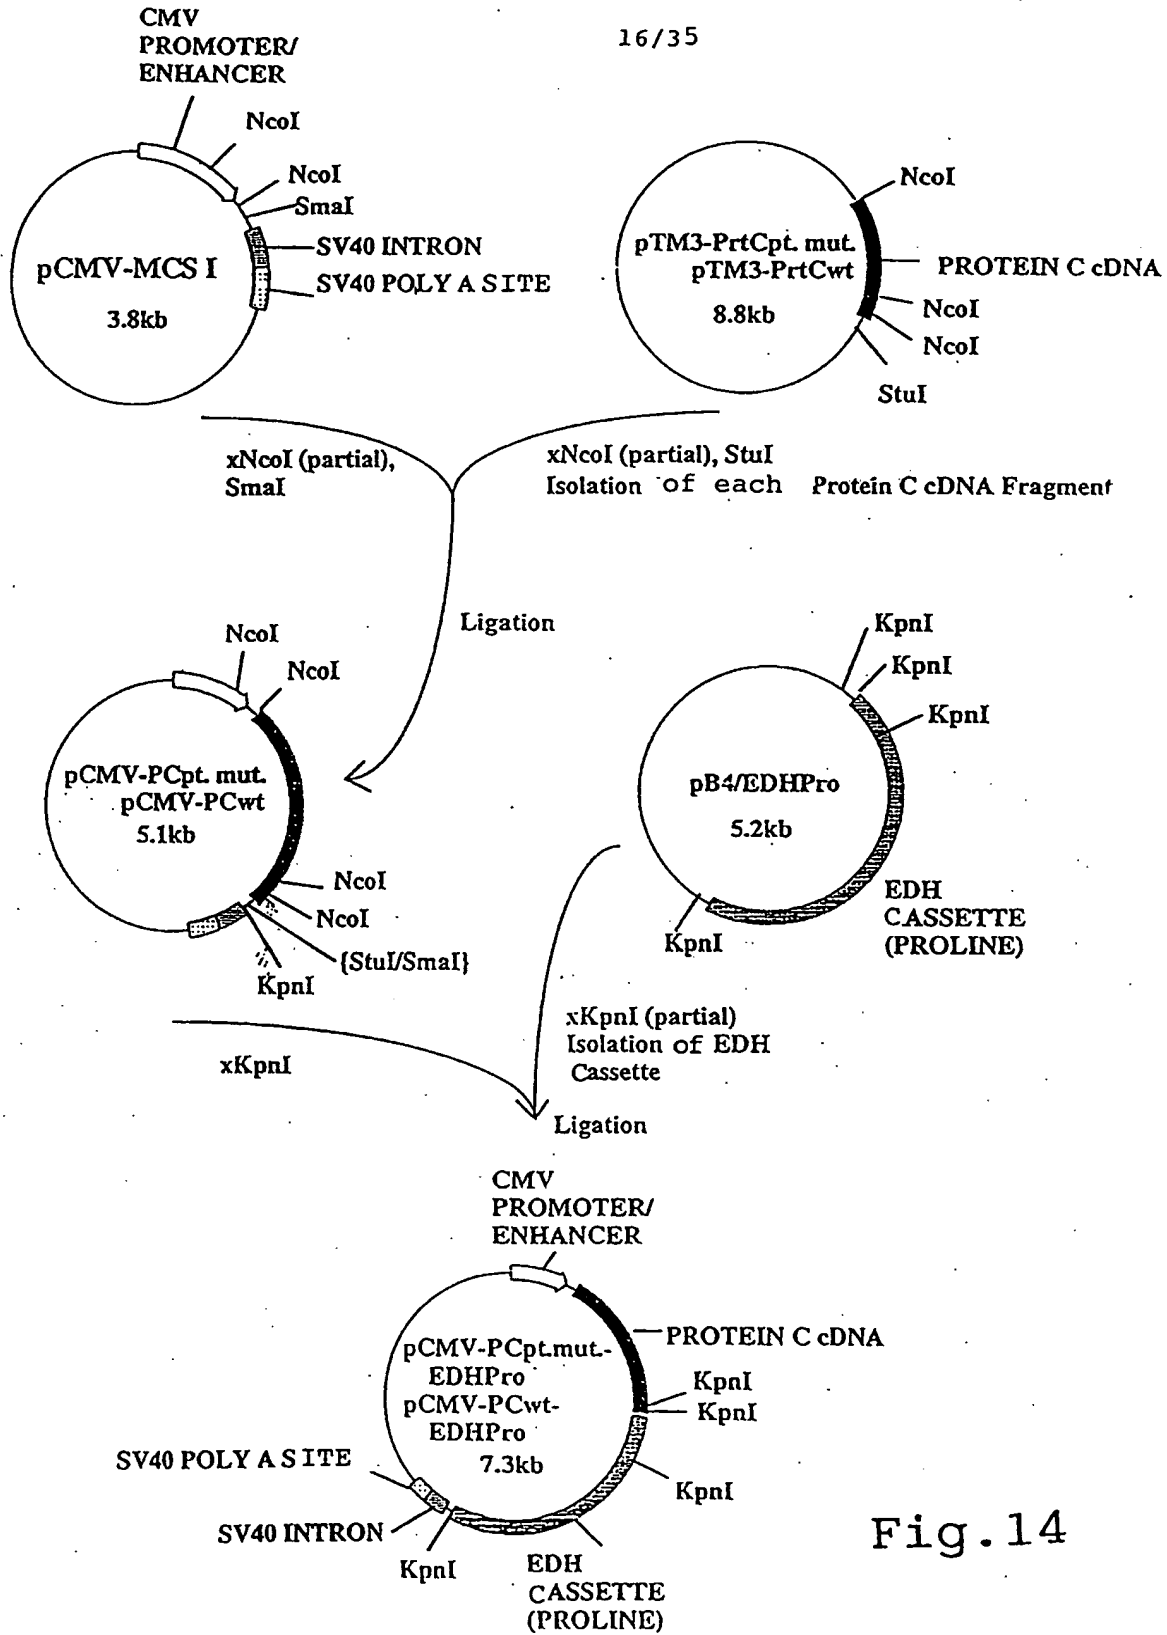 16/35
CMV
PROMOTER/
ENHANCER
NcoI
NcoI
SmaI
SV40 INTRON
SV40 POLY A SITE
pCMV-MCS I
3.8kb
NcoI
pTM3-PrtCpt. mut.
pTM3-PrtCwt
8.8kb
PROTEIN C cDNA
NcoI
NcoI
StuI
xNcoI (partial),
SmaI
xNcoI (partial), StuI
Isolation of each Protein C cDNA Fragment
Ligation
NcoI
NcoI
pCMV-PCpt. mut.
pCMV-PCwt
5.1kb
NcoI
NcoI
{StuI/SmaI}
KpnI
KpnI
KpnI
KpnI
pB4/EDHPro
5.2kb
EDH
CASSETTE
(PROLINE)
KpnI
xKpnI
xKpnI (partial)
Isolation of EDH
Cassette
Ligation
CMV
PROMOTER/
ENHANCER
pCMV-PCpt.mut.-
EDHPro
pCMV-PCwt-
EDHPro
7.3kb
PROTEIN C cDNA
KpnI
KpnI
KpnI
SV40 POLY A SITE
SV40 INTRON
KpnI
EDH
CASSETTE
(PROLINE)
Fig.14